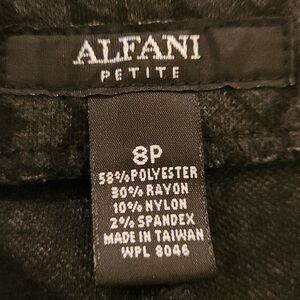 ALFANI
PETITE
8P
58% POLYESTER
30% RAYON
10% NYLON
2% SPANDEX
MADE IN TAIWAN
WPL 8046